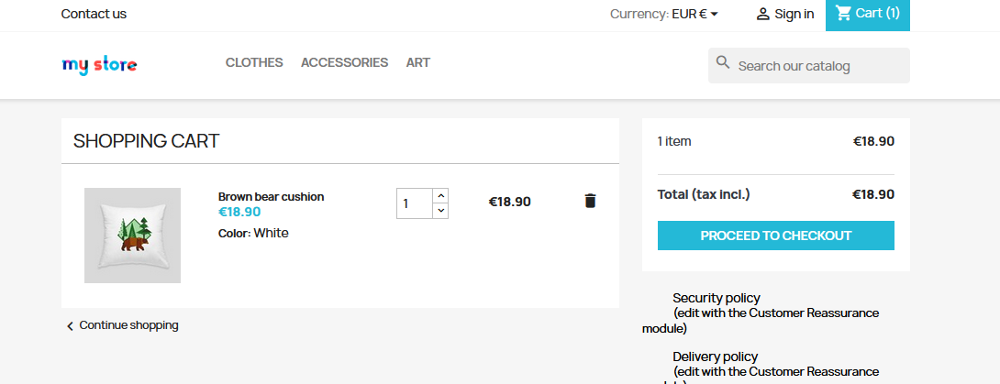 Contact us
Currency: EUR €
Sign in
Cart (1)
my store
CLOTHES ACCESSORIES ART
Search our catalog
SHOPPING CART
Brown bear cushion
€18.90
Color: White
1
€18.90
Continue shopping
1 item €18.90
Total (tax incl.) €18.90
PROCEED TO CHECKOUT
Security policy
(edit with the Customer Reassurance
module)
Delivery policy
(edit with the Customer Reassurance